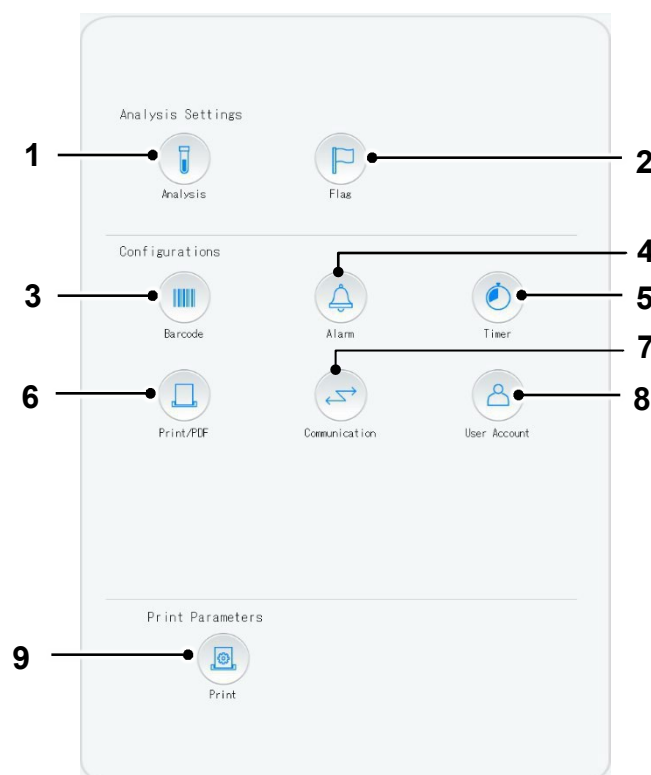 Analysis Settings
1
2
Analysis
Flag
Configurations
4
3
5
Barcode
Alarm
Timer
7
6
8
Print/PDF
Communication
User Account
Print Parameters
9
Print